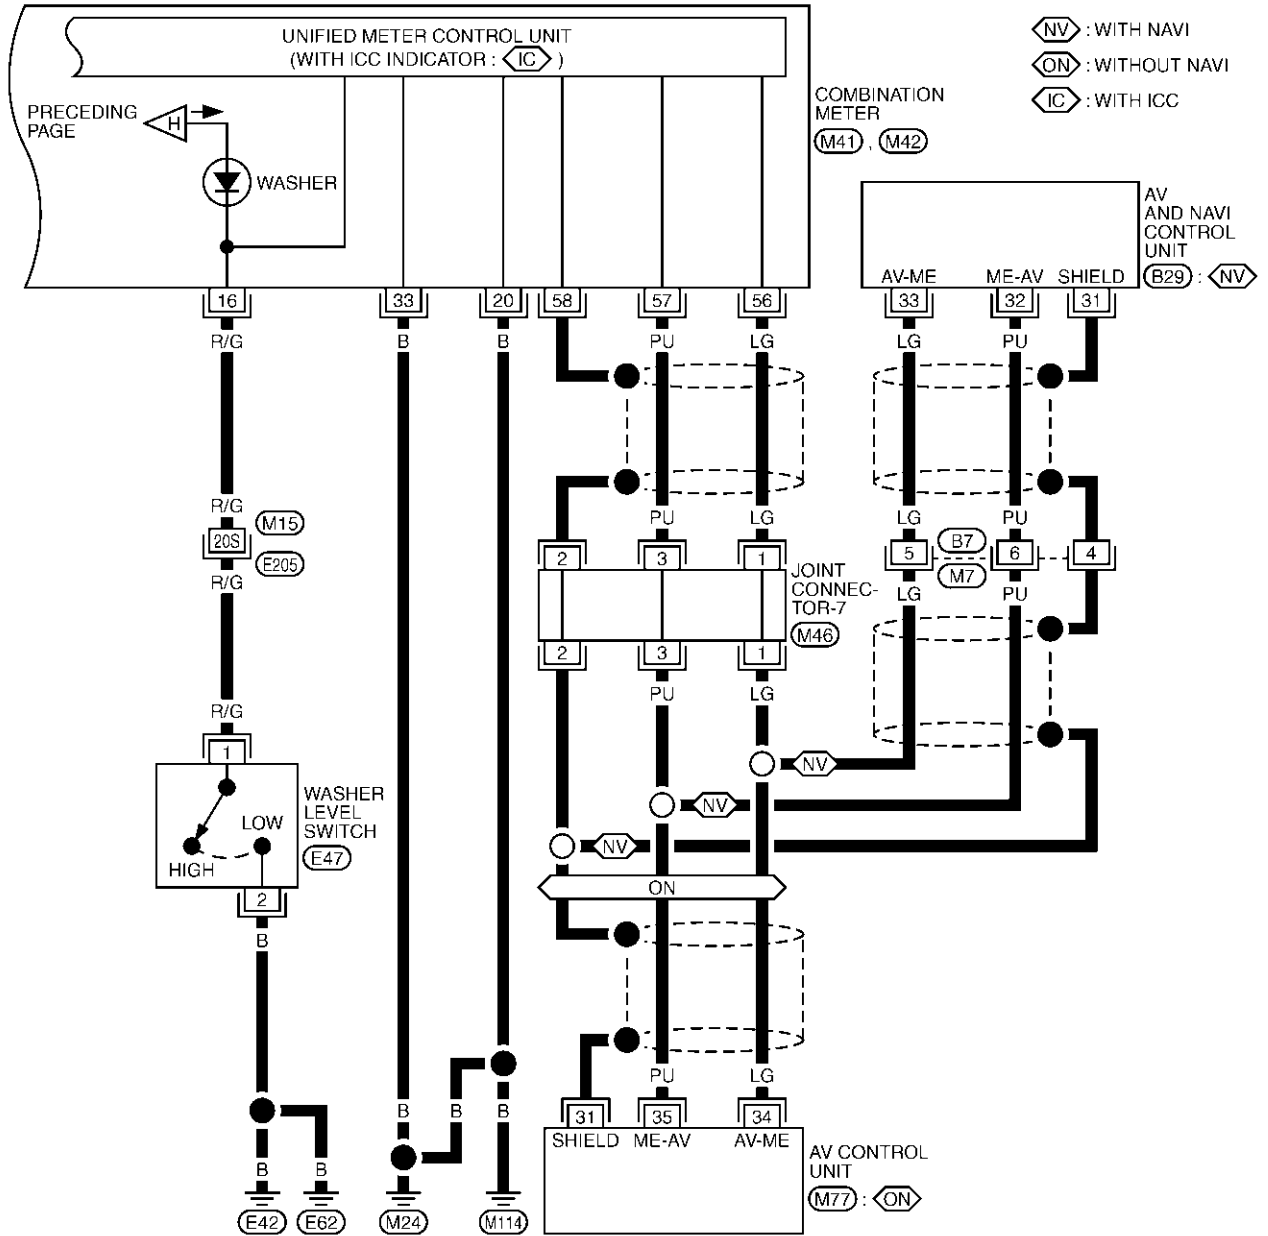 UNIFIED METER CONTROL UNIT
(WITH ICC INDICATOR : IC )
NV : WITH NAVI
ON : WITHOUT NAVI
IC : WITH ICC
PRECEDING
PAGE
H
WASHER
COMBINATION
METER
M41 , M42
AV
AND NAVI
CONTROL
UNIT
B29 : NV
AV-ME ME-AV SHIELD
16 33 20 58 57 56 33 32 31
R/G B B PU LG LG PU
R/G
M15
20S
E205
R/G
PU LG LG PU
2 3 1
5 B7 6 4
M7
LG PU
JOINT
CONNEC-
TOR-7
M46
2 3 1
PU LG
R/G
1
WASHER
LEVEL
SWITCH
E47
LOW
HIGH
2
B
NV
NV
NV
ON
PU LG
B B B
31 35 34
SHIELD ME-AV AV-ME
AV CONTROL
UNIT
M77 : ON
B B
E42 E62 M24 M114